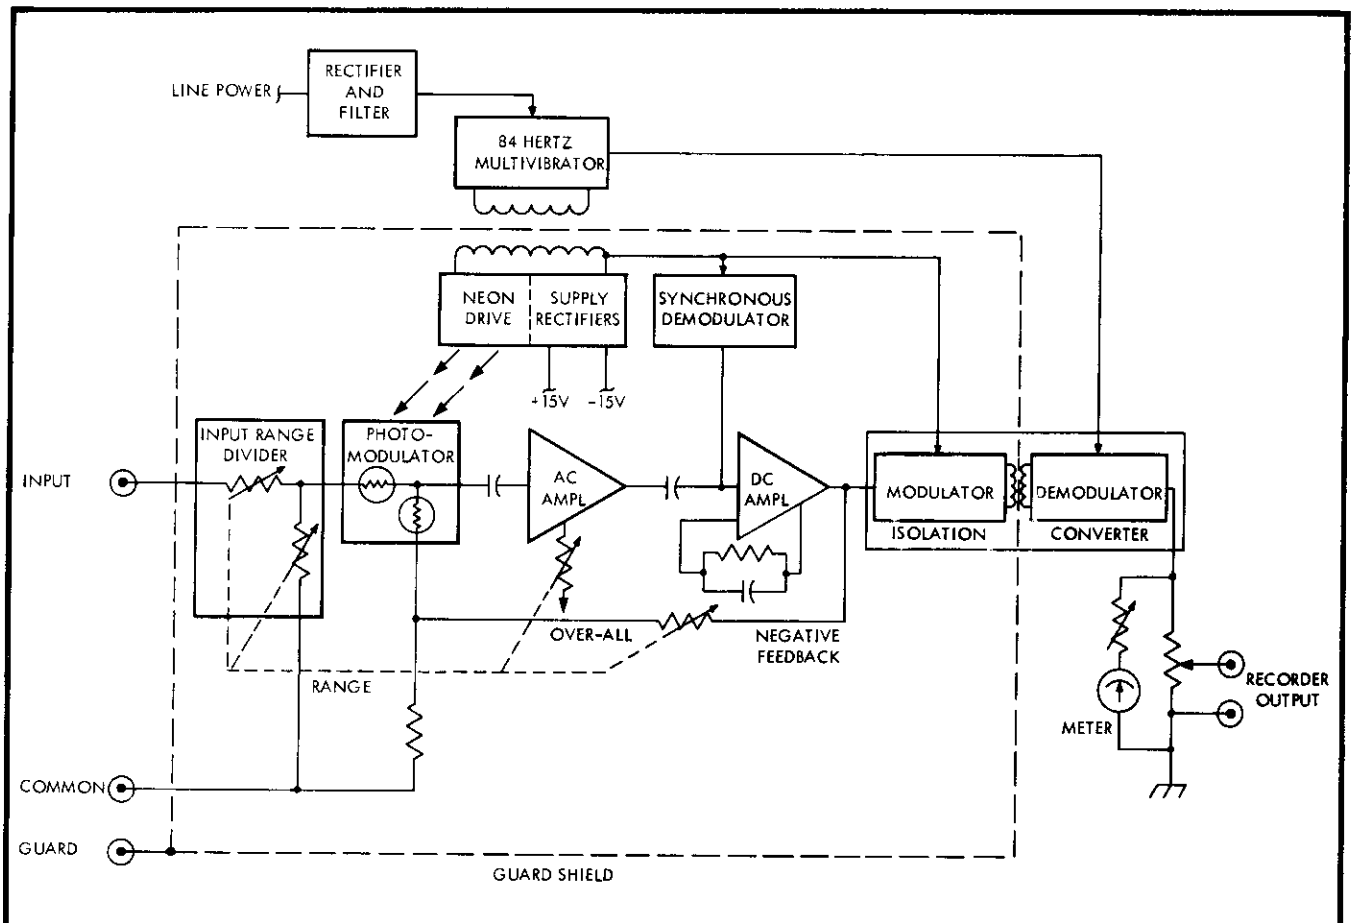 RECTIFIER
AND
FILTER
LINE POWER
84 HERTZ
MULTIVIBRATOR
NEON
DRIVE
SUPPLY
RECTIFIERS
SYNCHRONOUS
DEMODULATOR
+15V
-15V
INPUT RANGE
DIVIDER
PHOTO-
MODULATOR
INPUT
AC
AMPL
DC
AMPL
MODULATOR
DEMODULATOR
ISOLATION
CONVERTER
OVER-ALL
NEGATIVE
FEEDBACK
RANGE
RECORDER
OUTPUT
METER
COMMON
GUARD
GUARD SHIELD